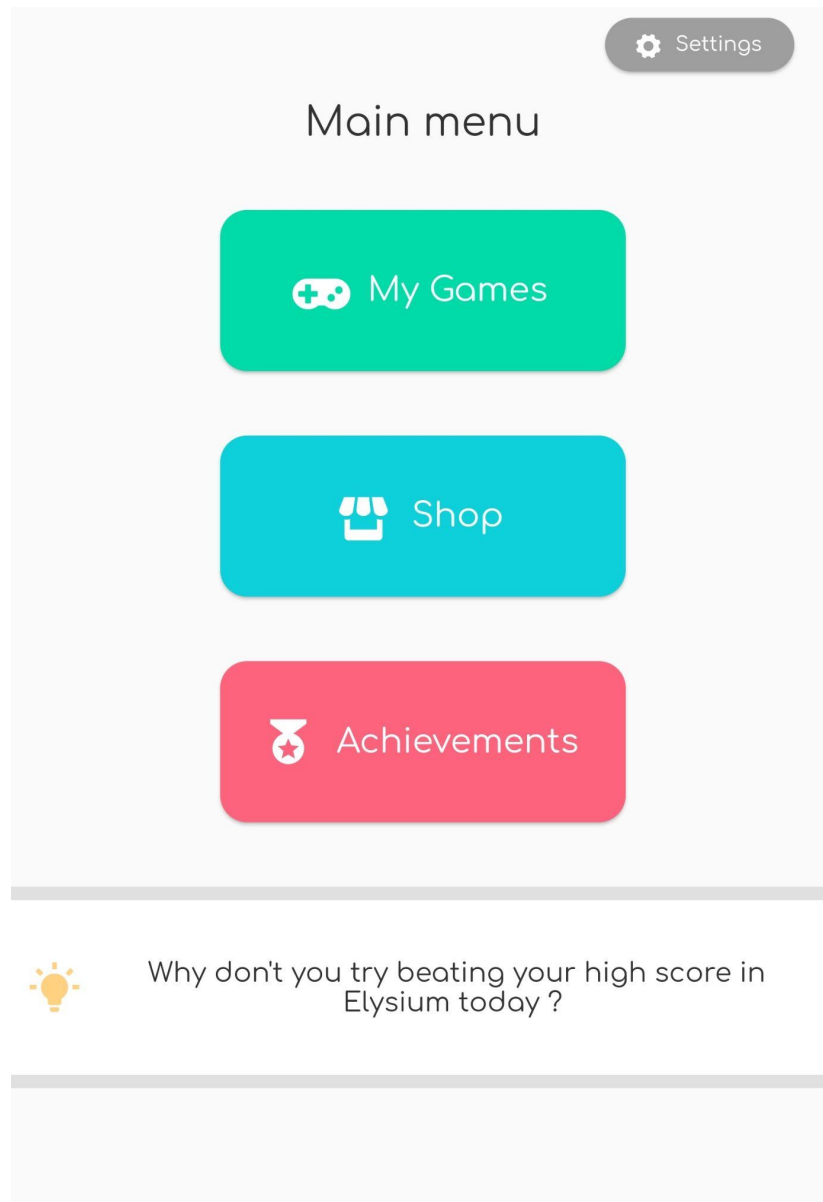 Settings
Main menu
My Games
Shop
Achievements
Why don't you try beating your high score in
Elysium today ?